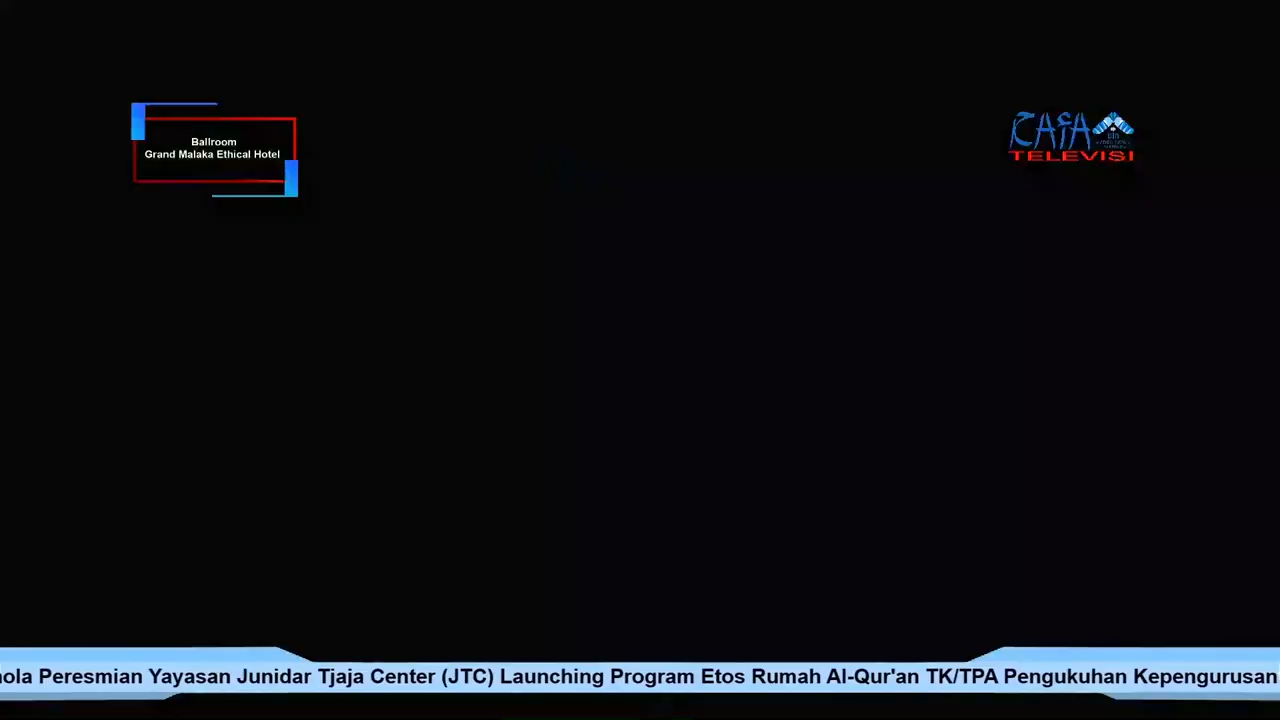 Ballroom
Grand Malaka Ethical Hotel
TELEVISI
Peresmian Yayasan Junidar Tjaja Center (JTC) Launching Program Etos Rumah Al-Qur'an TK/TPA Pengukuhan Kepengurusan